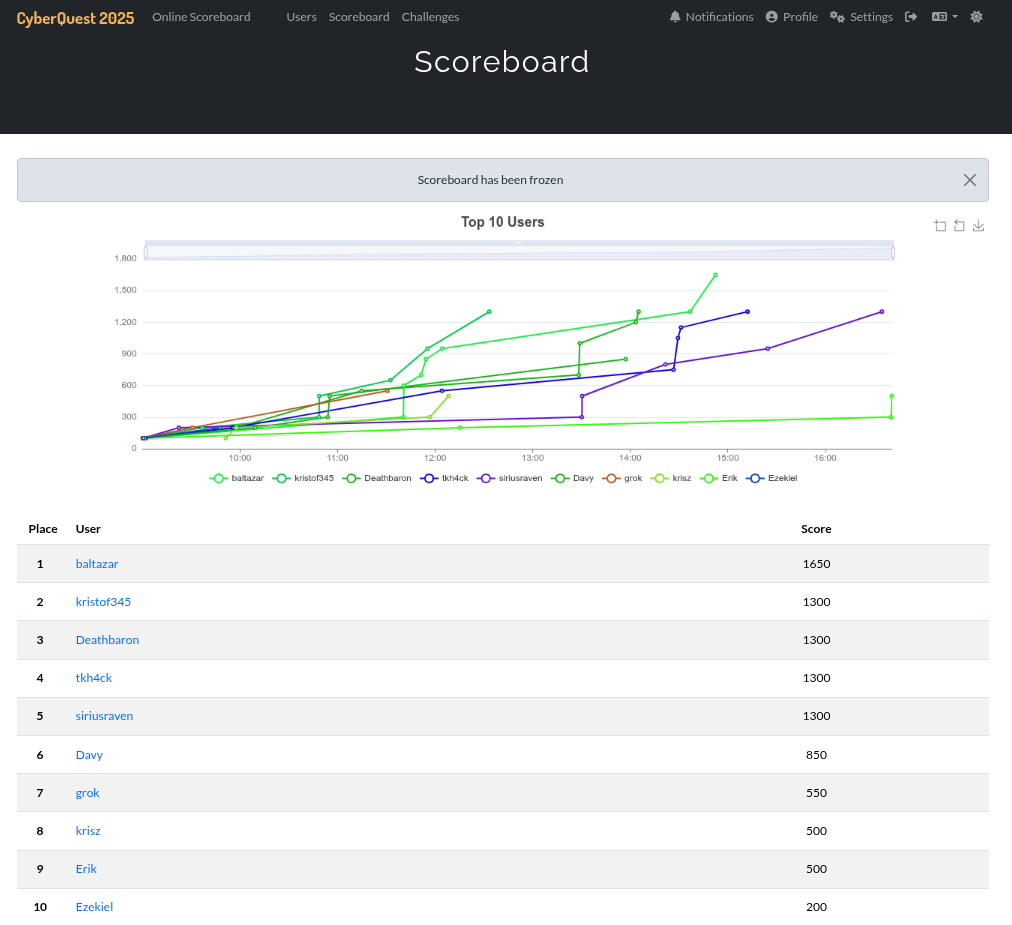 CyberQuest 2025 Online Scoreboard Users Scoreboard Challenges Notifications Profile Settings
Scoreboard
Scoreboard has been frozen
Top 10 Users
1,800
1,500
1,200
900
600
300
0
10:00 11:00 12:00 13:00 14:00 15:00 16:00
baltazar kristof345 Deathbaron tkh4ck siriusraven Davy grok krisz Erik Ezekiel
Place User Score
1 baltazar 1650
2 kristof345 1300
3 Deathbaron 1300
4 tkh4ck 1300
5 siriusraven 1300
6 Davy 850
7 grok 550
8 krisz 500
9 Erik 500
10 Ezekiel 200